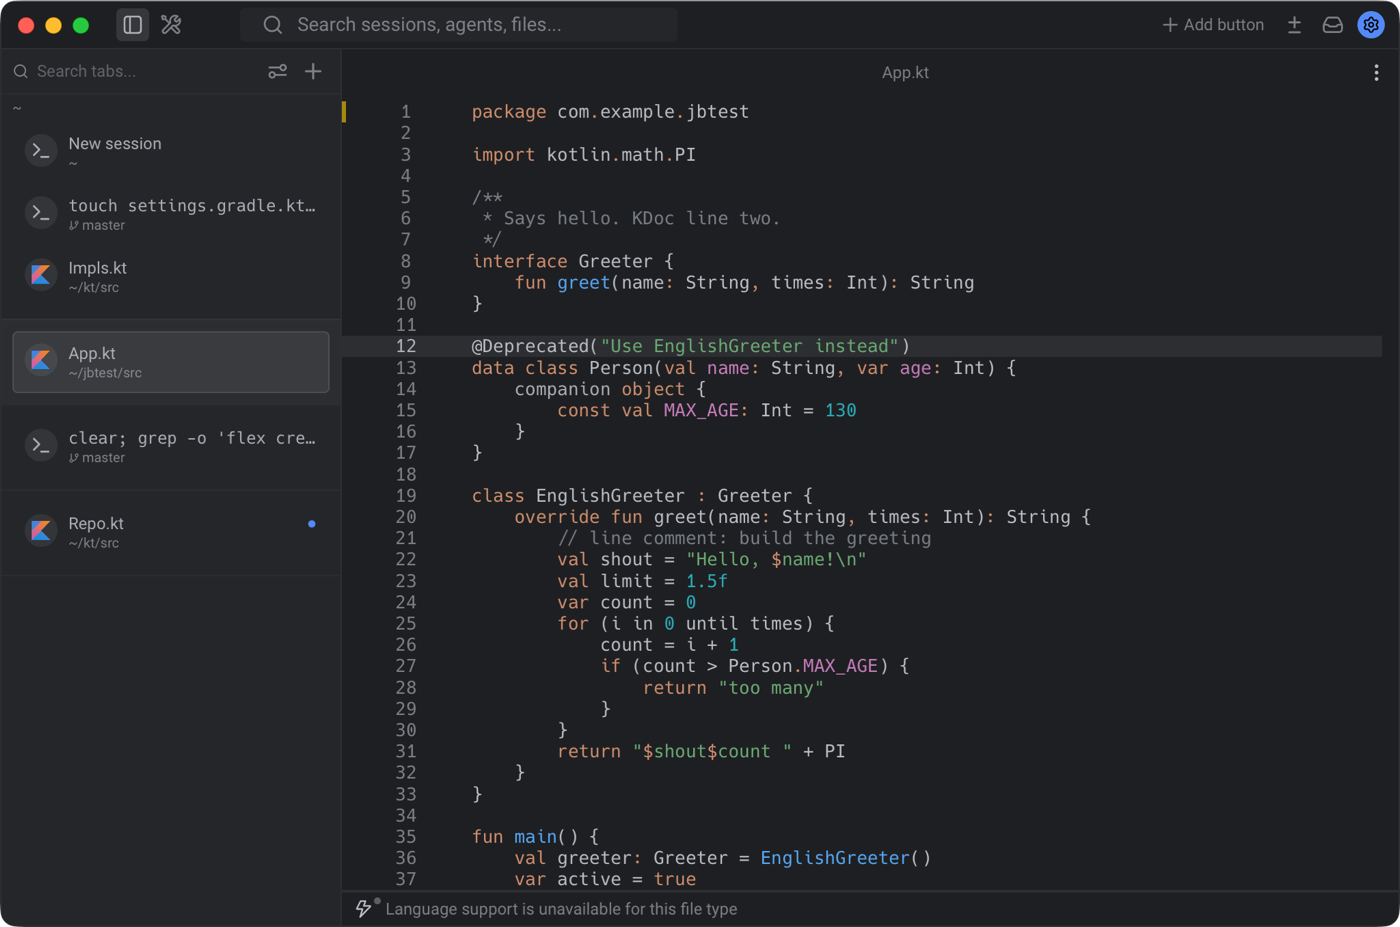 Search sessions, agents, files...
Add button
Search tabs...
~
New session
~
touch settings.gradle.kt…
master
Impls.kt
~/kt/src
App.kt
~/jbtest/src
clear; grep -o 'flex cre…
master
Repo.kt
~/kt/src
App.kt
1 package com.example.jbtest
2
3 import kotlin.math.PI
4
5 /**
6  * Says hello. KDoc line two.
7  */
8 interface Greeter {
9     fun greet(name: String, times: Int): String
10 }
11
12 @Deprecated("Use EnglishGreeter instead")
13 data class Person(val name: String, var age: Int) {
14     companion object {
15         const val MAX_AGE: Int = 130
16     }
17 }
18
19 class EnglishGreeter : Greeter {
20     override fun greet(name: String, times: Int): String {
21         // line comment: build the greeting
22         val shout = "Hello, $name!\n"
23         val limit = 1.5f
24         var count = 0
25         for (i in 0 until times) {
26             count = i + 1
27             if (count > Person.MAX_AGE) {
28                 return "too many"
29             }
30         }
31         return "$shout$count " + PI
32     }
33 }
34
35 fun main() {
36     val greeter: Greeter = EnglishGreeter()
37     var active = true
Language support is unavailable for this file type